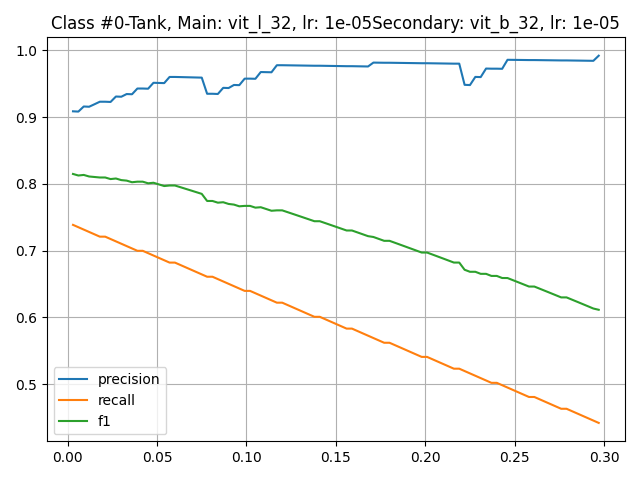 Class #0-Tank, Main: vit_l_32, lr: 1e-05Secondary: vit_b_32, lr: 1e-05
1.0
0.9
0.8
0.7
0.6
0.5
precision
recall
f1
0.00 0.05 0.10 0.15 0.20 0.25 0.30